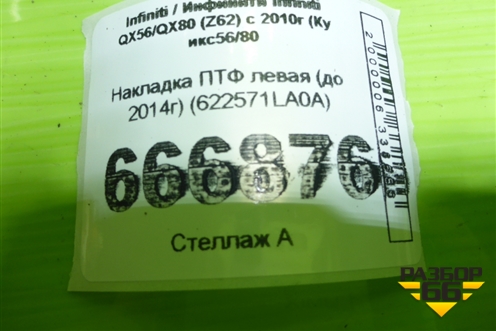 Infiniti / Инфинити Infiniti
QX56/QX80 (Z62) с 2010г (Ку
икс56/80
Накладка ПТФ левая (до
2014г) (622571LA0A)
666876
Стеллаж А
РАЗБОР
66